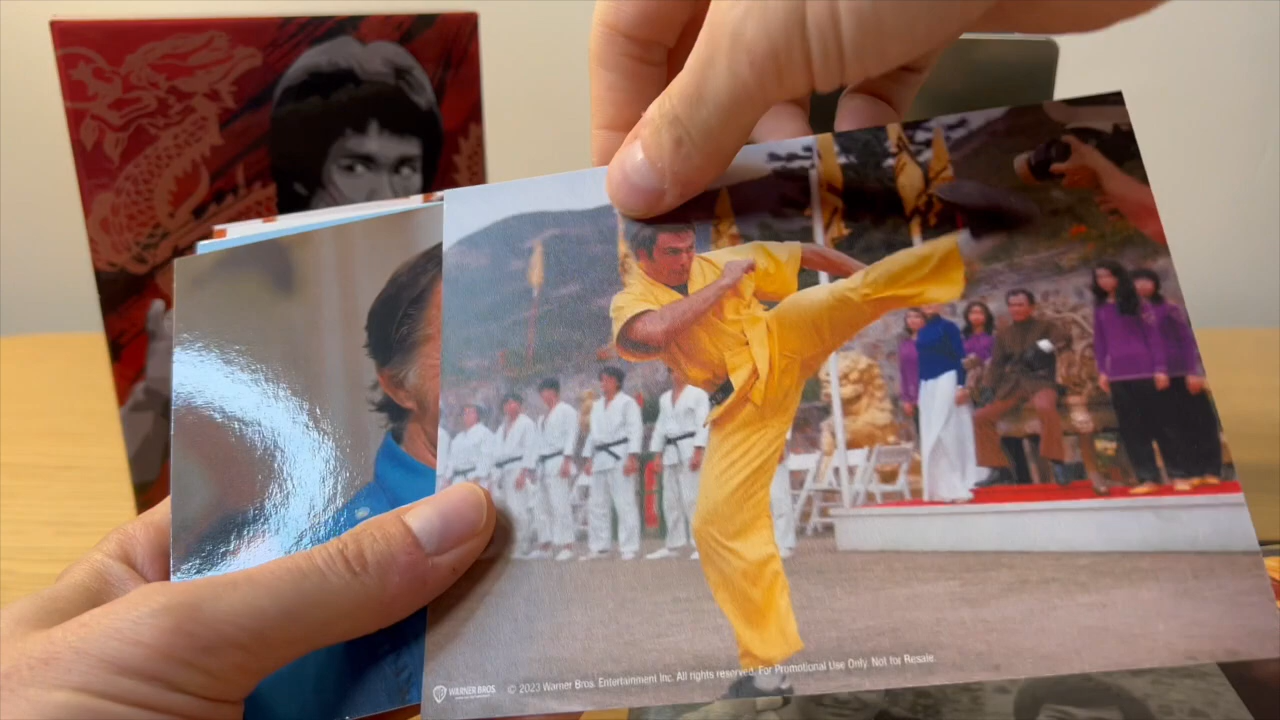 WARNER BROS.
© 2023 Warner Bros. Entertainment Inc. All rights reserved. For Promotional Use Only. Not for Resale.